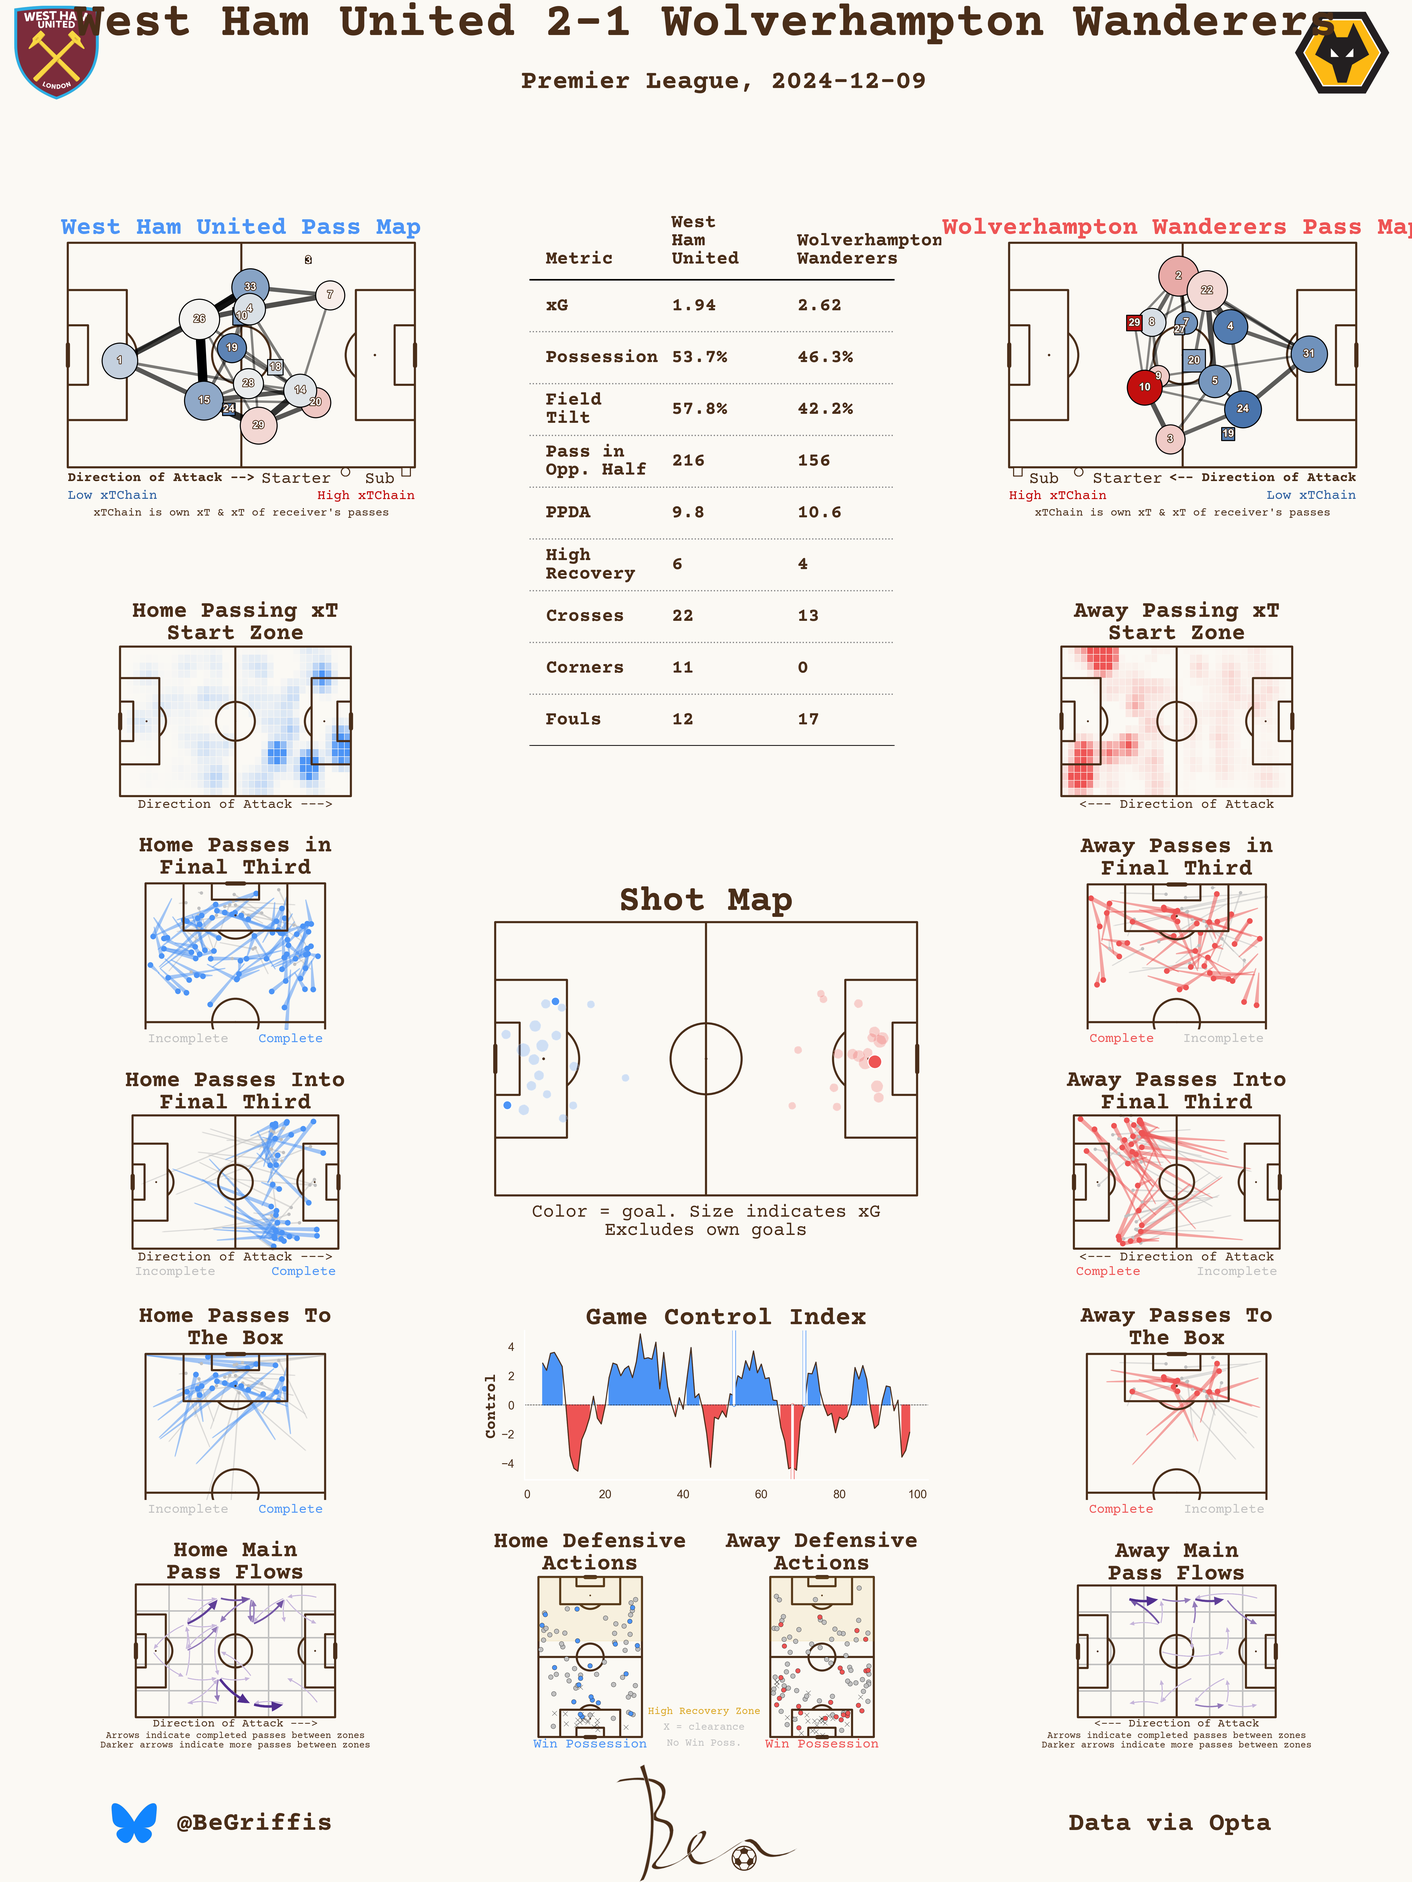 West Ham United 2-1 Wolverhampton Wanderers
WEST HA
UNITED
LONDON
Premier League, 2024-12-09
West Ham United Pass Map
3
33
7
4
10
26
19
1
18
28
14
15
24
20
29
Direction of Attack --> Starter Sub
Low xTChain High xTChain
xTChain is own xT & xT of receiver's passes
Metric West Ham United Wolverhampton Wanderers
xG 1.94 2.62
Possession 53.7% 46.3%
Field Tilt 57.8% 42.2%
Pass in Opp. Half 216 156
PPDA 9.8 10.6
High Recovery 6 4
Crosses 22 13
Corners 11 0
Fouls 12 17
Wolverhampton Wanderers Pass Map
2
22
29
8
7
27
4
20
31
9
10
5
24
3
19
Sub Starter <-- Direction of Attack
High xTChain Low xTChain
xTChain is own xT & xT of receiver's passes
Home Passing xT
Start Zone
Direction of Attack --->
Away Passing xT
Start Zone
<--- Direction of Attack
Home Passes in
Final Third
Incomplete Complete
Away Passes in
Final Third
Complete Incomplete
Shot Map
Color = goal. Size indicates xG
Excludes own goals
Home Passes Into
Final Third
Direction of Attack --->
Incomplete Complete
Away Passes Into
Final Third
<--- Direction of Attack
Complete Incomplete
Home Passes To
The Box
Incomplete Complete
Game Control Index
Control
4
2
0
−2
−4
0 20 40 60 80 100
Away Passes To
The Box
Complete Incomplete
Home Main
Pass Flows
Direction of Attack --->
Arrows indicate completed passes between zones
Darker arrows indicate more passes between zones
Home Defensive
Actions
Win Possession
High Recovery Zone
X = clearance
No Win Poss.
Away Defensive
Actions
Win Possession
Away Main
Pass Flows
<--- Direction of Attack
Arrows indicate completed passes between zones
Darker arrows indicate more passes between zones
@BeGriffis
Ben
Data via Opta